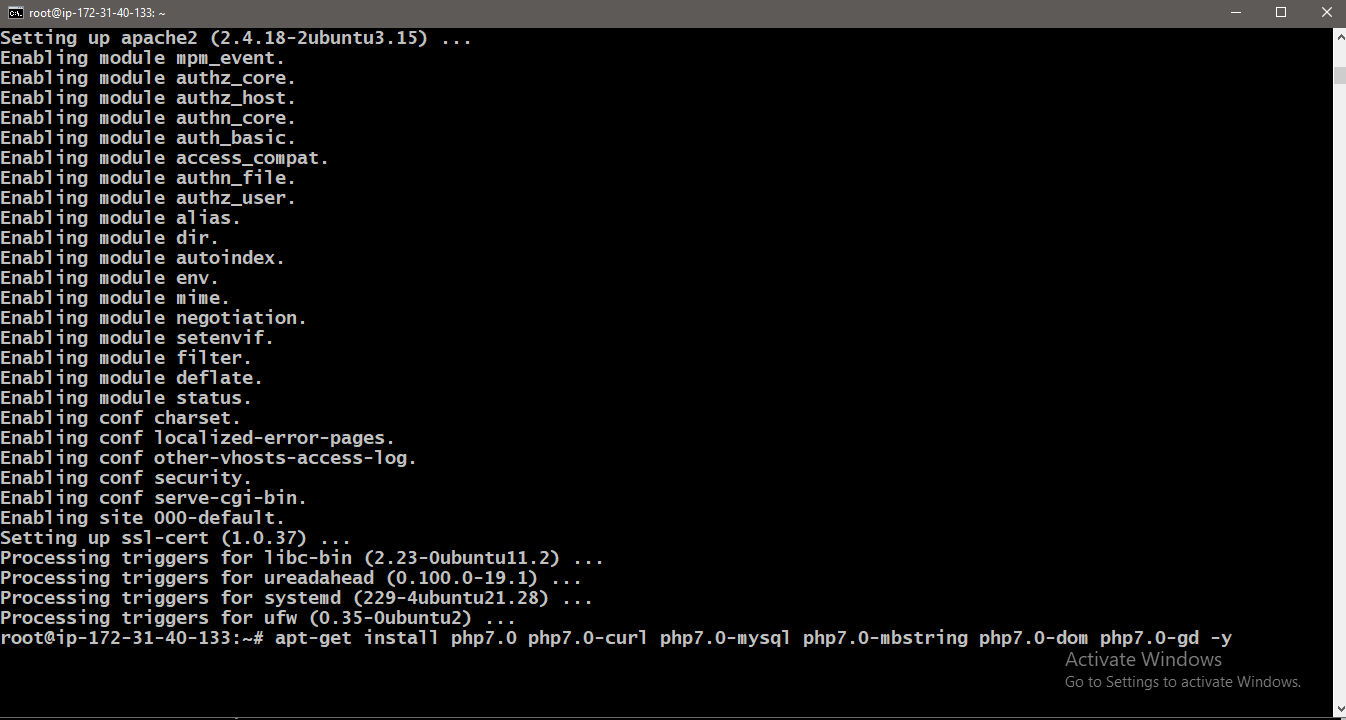 root@ip-172-31-40-133: ~
Setting up apache2 (2.4.18-2ubuntu3.15) ...
Enabling module mpm_event.
Enabling module authz_core.
Enabling module authz_host.
Enabling module authn_core.
Enabling module auth_basic.
Enabling module access_compat.
Enabling module authn_file.
Enabling module authz_user.
Enabling module alias.
Enabling module dir.
Enabling module autoindex.
Enabling module env.
Enabling module mime.
Enabling module negotiation.
Enabling module setenvif.
Enabling module filter.
Enabling module deflate.
Enabling module status.
Enabling conf charset.
Enabling conf localized-error-pages.
Enabling conf other-vhosts-access-log.
Enabling conf security.
Enabling conf serve-cgi-bin.
Enabling site 000-default.
Setting up ssl-cert (1.0.37) ...
Processing triggers for libc-bin (2.23-0ubuntu11.2) ...
Processing triggers for ureadahead (0.100.0-19.1) ...
Processing triggers for systemd (229-4ubuntu21.28) ...
Processing triggers for ufw (0.35-0ubuntu2) ...
root@ip-172-31-40-133:~# apt-get install php7.0 php7.0-curl php7.0-mysql php7.0-mbstring php7.0-dom php7.0-gd -y
Activate Windows
Go to Settings to activate Windows.